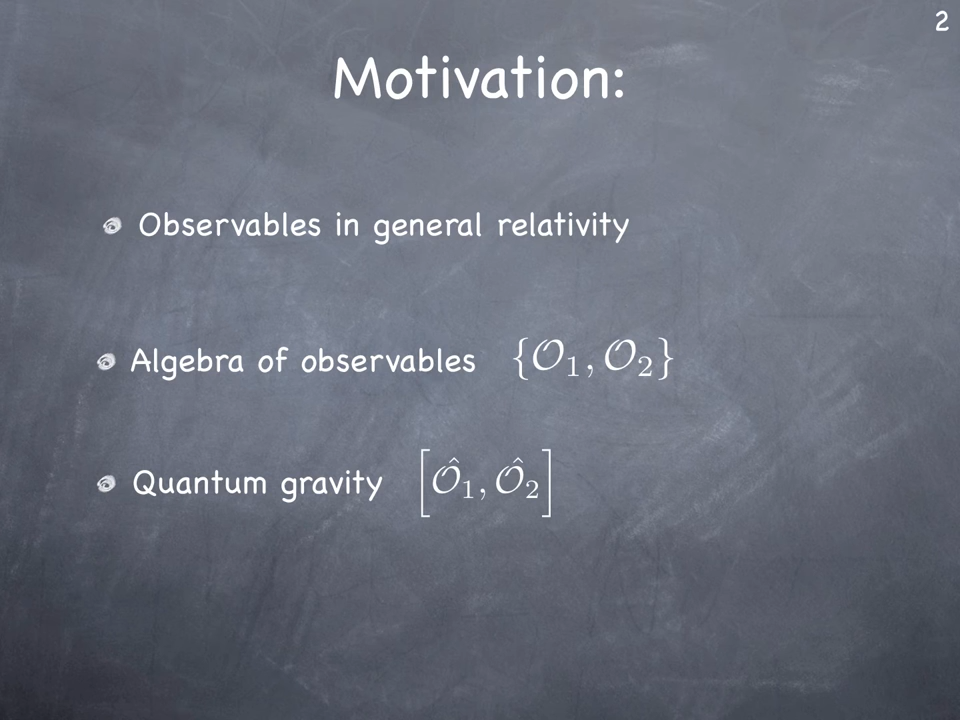 2
Motivation:
Observables in general relativity
Algebra of observables {𝒪₁, 𝒪₂}
Quantum gravity [𝒪̂₁, 𝒪̂₂]